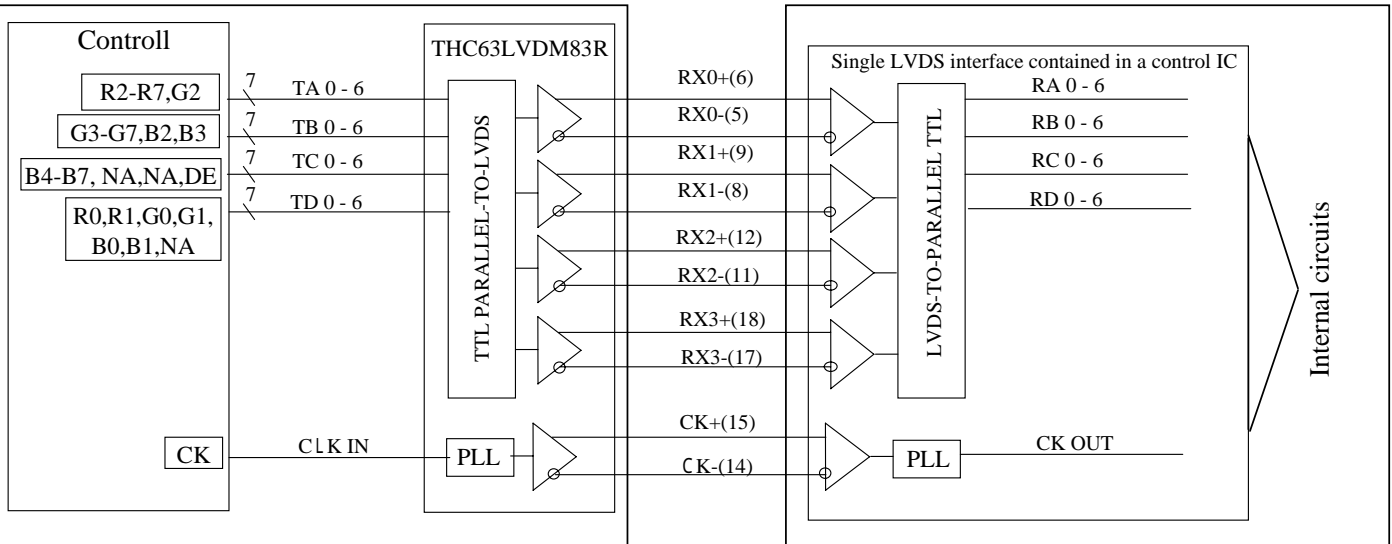 Controll
R2-R7,G2
G3-G7,B2,B3
B4-B7, NA,NA,DE
R0,R1,G0,G1,
B0,B1,NA
CK
7
TA 0 - 6
7
TB 0 - 6
7
TC 0 - 6
7
TD 0 - 6
CLK IN
THC63LVDM83R
TTL PARALLEL-TO-LVDS
PLL
RX0+(6)
RX0-(5)
RX1+(9)
RX1-(8)
RX2+(12)
RX2-(11)
RX3+(18)
RX3-(17)
CK+(15)
CK-(14)
Single LVDS interface contained in a control IC
LVDS-TO-PARALLEL TTL
PLL
RA 0 - 6
RB 0 - 6
RC 0 - 6
RD 0 - 6
CK OUT
Internal circuits